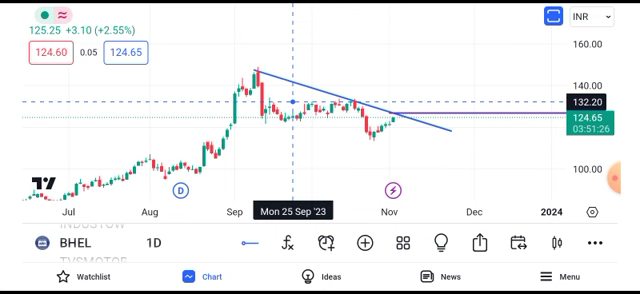 125.25 +3.10 (+2.55%)
INR
124.60 0.05 124.65
160.00
140.00
132.20
124.65
03:51:26
100.00
D
Jul Aug Sep Mon 25 Sep '23 Nov Dec 2024
BHEL 1D
Watchlist Chart Ideas News Menu